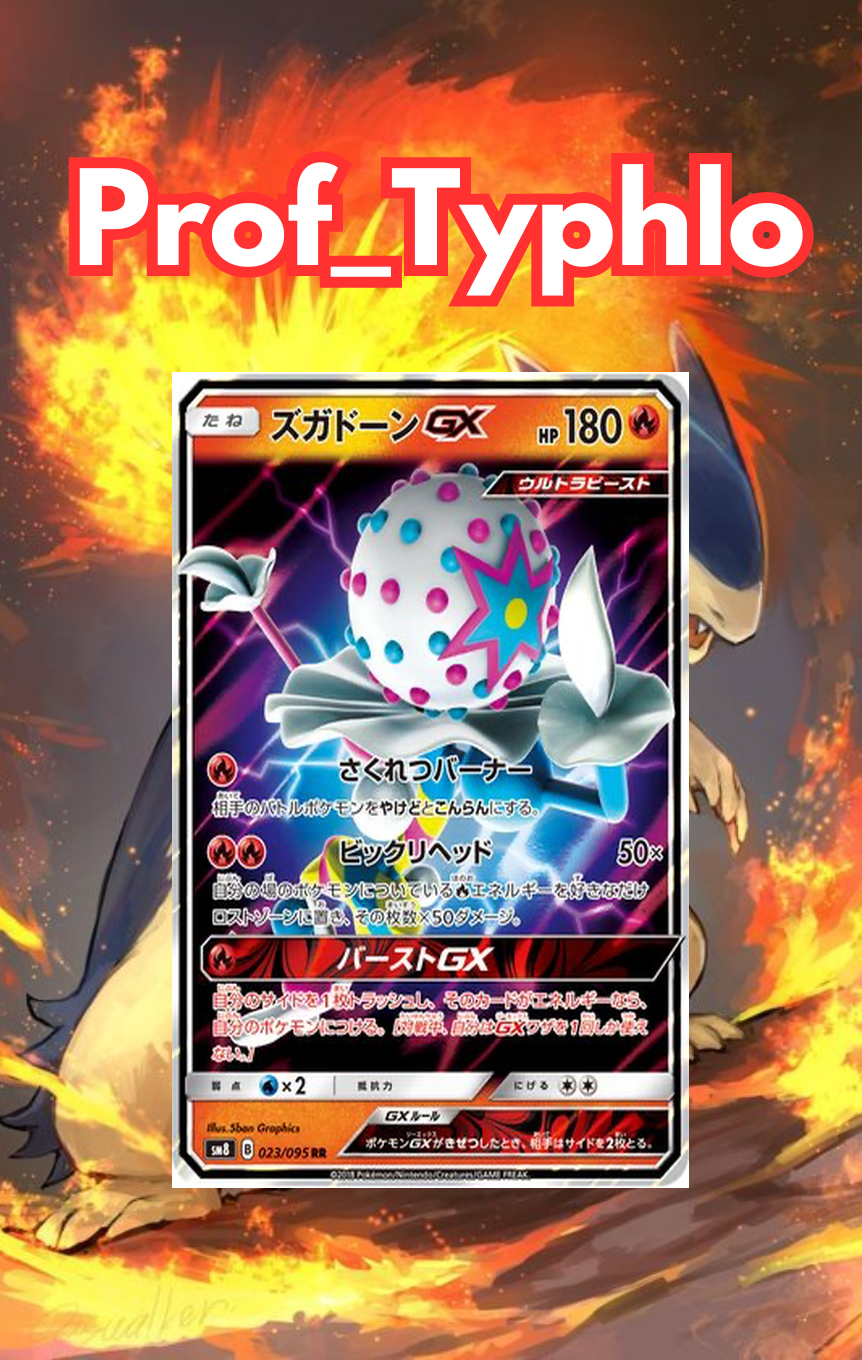 Prof_Typhlo
たね ズガドーンGX HP 180
ウルトラビースト
さくれつバーナー
相手のバトルポケモンをやけどとこんらんにする。
ビックリヘッド 50×
自分の場のポケモンについているエネルギーを好きなだけ
ロストゾーンに置き、その枚数×50ダメージ。
バーストGX
自分のサイドを1枚トラッシュし、そのカードがエネルギーなら、
自分のポケモンにつける。[対戦中、自分はGXワザを1回しか使え
ない。]
弱点 ×2 抵抗力 にげる
GXルール
Illus.5ban Graphics
ポケモンGXがきぜつしたとき、相手はサイドを2枚とる。
SM8 B 023/095 RR
©2018 Pokémon/Nintendo/Creatures/GAME FREAK.